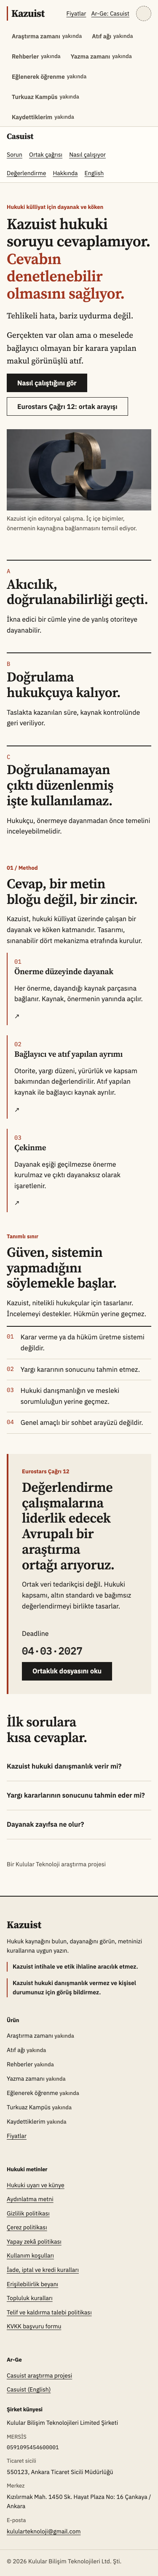 Kazuist
Fiyatlar
Ar-Ge: Casuist
Araştırma zamanı yakında
Atıf ağı yakında
Rehberler yakında
Yazma zamanı yakında
Eğlenerek öğrenme yakında
Turkuaz Kampüs yakında
Kaydettiklerim yakında
Casuist
Sorun
Ortak çağrısı
Nasıl çalışıyor
Değerlendirme
Hakkında
English
Hukuki külliyat için dayanak ve köken
Kazuist hukuki
soruyu cevaplamıyor.
Cevabın
denetlenebilir
olmasını sağlıyor.
Tehlikeli hata, bariz uydurma değil.
Gerçekten var olan ama o meselede
bağlayıcı olmayan bir karara yapılan
makul görünüşlü atıf.
Nasıl çalıştığını gör
Eurostars Çağrı 12: ortak arayışı
Kazuist için editoryal çalışma. İç içe biçimler,
önermenin kaynağına bağlanmasını temsil ediyor.
A
Akıcılık,
doğrulanabilirliği geçti.
İkna edici bir cümle yine de yanlış otoriteye
dayanabilir.
B
Doğrulama
hukukçuya kalıyor.
Taslakta kazanılan süre, kaynak kontrolünde
geri veriliyor.
C
Doğrulanamayan
çıktı düzenlenmiş
işte kullanılamaz.
Hukukçu, önermeye dayanmadan önce temelini
inceleyebilmelidir.
01 / Method
Cevap, bir metin
bloğu değil, bir zincir.
Kazuist, hukuki külliyat üzerinde çalışan bir
dayanak ve köken katmanıdır. Tasarımı,
sınanabilir dört mekanizma etrafında kurulur.
01
Önerme düzeyinde dayanak
Her önerme, dayandığı kaynak parçasına
bağlanır. Kaynak, önermenin yanında açılır.
↗
02
Bağlayıcı ve atıf yapılan ayrımı
Otorite, yargı düzeni, yürürlük ve kapsam
bakımından değerlendirilir. Atıf yapılan
kaynak ile bağlayıcı kaynak ayrılır.
↗
03
Çekinme
Dayanak eşiği geçilmezse önerme
kurulmaz ve çıktı dayanaksız olarak
işaretlenir.
↗
Tanımlı sınır
Güven, sistemin
yapmadığını
söylemekle başlar.
Kazuist, nitelikli hukukçular için tasarlanır.
İncelemeyi destekler. Hükmün yerine geçmez.
01 Karar verme ya da hüküm üretme sistemi
değildir.
02 Yargı kararının sonucunu tahmin etmez.
03 Hukuki danışmanlığın ve mesleki
sorumluluğun yerine geçmez.
04 Genel amaçlı bir sohbet arayüzü değildir.
Eurostars Çağrı 12
Değerlendirme
çalışmalarına
liderlik edecek
Avrupalı bir
araştırma
ortağı arıyoruz.
Ortak veri tedarikçisi değil. Hukuki
kapsamı, altın standardı ve bağımsız
değerlendirmeyi birlikte tasarlar.
Deadline
04·03·2027
Ortaklık dosyasını oku
İlk sorulara
kısa cevaplar.
Kazuist hukuki danışmanlık verir mi?
Yargı kararlarının sonucunu tahmin eder mi?
Dayanak zayıfsa ne olur?
Bir Kulular Teknoloji araştırma projesi
Kazuist
Hukuk kaynağını bulun, dayanağını görün, metninizi
kurallarına uygun yazın.
Kazuist intihale ve etik ihlaline aracılık etmez.
Kazuist hukuki danışmanlık vermez ve kişisel
durumunuz için görüş bildirmez.
Ürün
Araştırma zamanı yakında
Atıf ağı yakında
Rehberler yakında
Yazma zamanı yakında
Eğlenerek öğrenme yakında
Turkuaz Kampüs yakında
Kaydettiklerim yakında
Fiyatlar
Hukuki metinler
Hukuki uyarı ve künye
Aydınlatma metni
Gizlilik politikası
Çerez politikası
Yapay zekâ politikası
Kullanım koşulları
İade, iptal ve kredi kuralları
Erişilebilirlik beyanı
Topluluk kuralları
Telif ve kaldırma talebi politikası
KVKK başvuru formu
Ar-Ge
Casuist araştırma projesi
Casuist (English)
Şirket künyesi
Kulular Bilişim Teknolojileri Limited Şirketi
MERSİS
0591095454600001
Ticaret sicili
550123, Ankara Ticaret Sicili Müdürlüğü
Merkez
Kızılırmak Mah. 1450 Sk. Hayat Plaza No: 16 Çankaya /
Ankara
E-posta
kulularteknoloji@gmail.com
© 2026 Kulular Bilişim Teknolojileri Ltd. Şti.